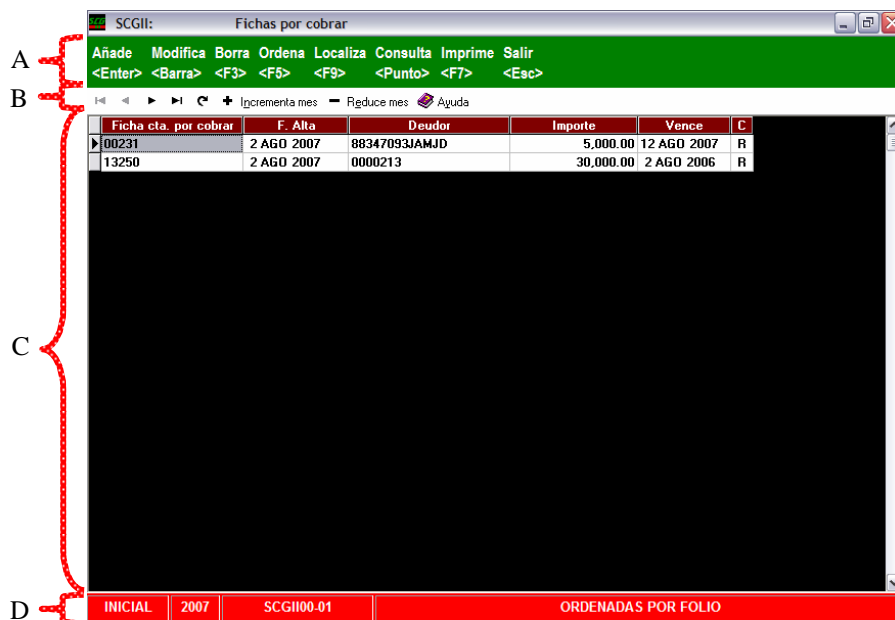 SCGII: Fichas por cobrar
A
Añade Modifica Borra Ordena Localiza Consulta Imprime Salir
<Enter> <Barra> <F3> <F5> <F9> <Punto> <F7> <Esc>
B
Incrementa mes Reduce mes Ayuda
Ficha cta. por cobrar F. Alta Deudor Importe Vence C
00231 2 AGO 2007 88347093JAMJD 5,000.00 12 AGO 2007 R
13250 2 AGO 2007 0000213 30,000.00 2 AGO 2006 R
C
D
INICIAL 2007 SCGII00-01 ORDENADAS POR FOLIO